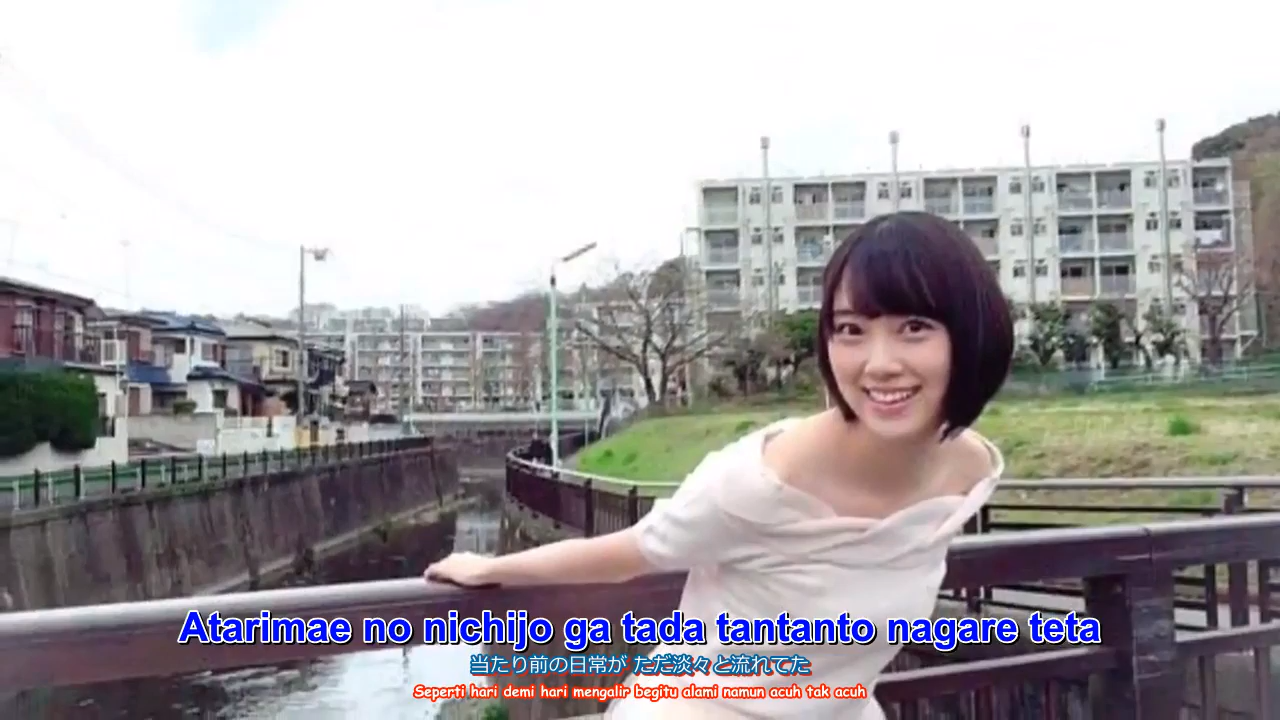 Atarimae no nichijo ga tada tantanto nagare teta
当たり前の日常が ただ淡々と流れてた
Seperti hari demi hari mengalir begitu alami namun acuh tak acuh